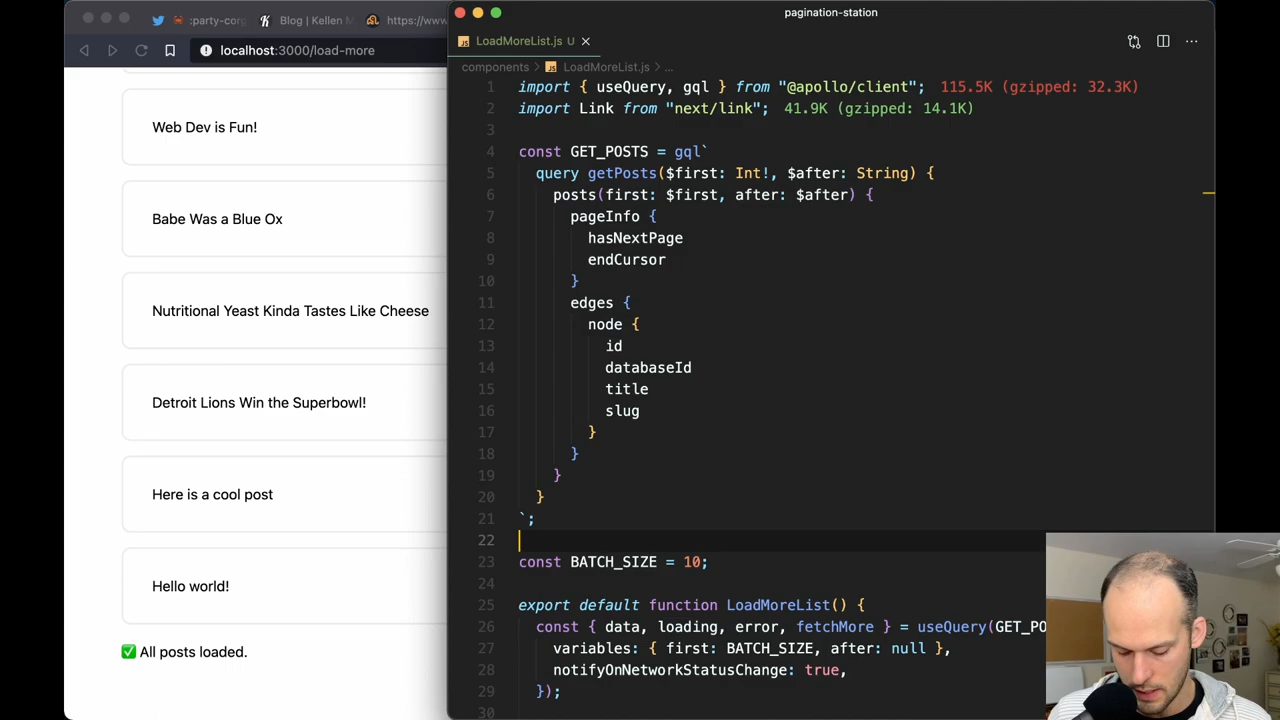 pagination-station
:party-corg
Blog | Kellen M
https://www
localhost:3000/load-more
Web Dev is Fun!
Babe Was a Blue Ox
Nutritional Yeast Kinda Tastes Like Cheese
Detroit Lions Win the Superbowl!
Here is a cool post
Hello world!
✅ All posts loaded.
JS LoadMoreList.js U
components > JS LoadMoreList.js > ...
1 import { useQuery, gql } from "@apollo/client"; 115.5K (gzipped: 32.3K)
2 import Link from "next/link"; 41.9K (gzipped: 14.1K)
3
4 const GET_POSTS = gql`
5 query getPosts($first: Int!, $after: String) {
6 posts(first: $first, after: $after) {
7 pageInfo {
8 hasNextPage
9 endCursor
10 }
11 edges {
12 node {
13 id
14 databaseId
15 title
16 slug
17 }
18 }
19 }
20 }
21 `;
22
23 const BATCH_SIZE = 10;
24
25 export default function LoadMoreList() {
26 const { data, loading, error, fetchMore } = useQuery(GET_PO
27 variables: { first: BATCH_SIZE, after: null },
28 notifyOnNetworkStatusChange: true,
29 });
30